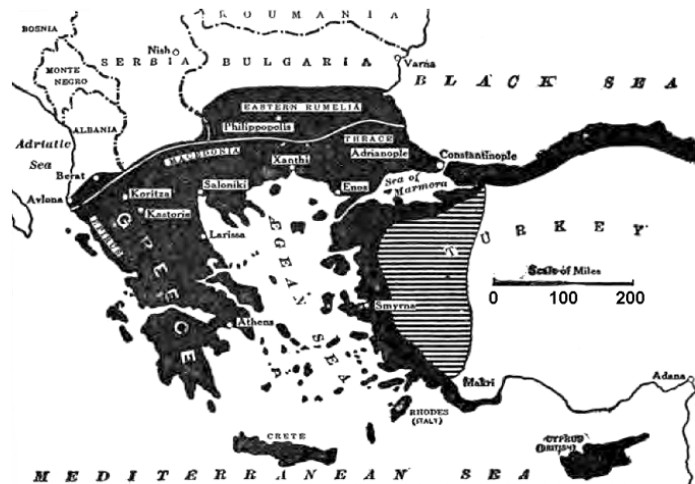 ROUMANIA
BOSNIA
Nish
SERBIA
BULGARIA
Varna
BLACK SEA
MONTE
NEGRO
EASTERN RUMELIA
Philippopolis
ALBANIA
THRACE
Adriatic
Sea
MACEDONIA
Adrianople
Constantinople
Xanthi
Berat
Sea of
Marmora
Koritza
Saloniki
Enos
Avlona
Kastoria
EPIRUS
GREECE
Larissa
ÆGEAN SEA
TURKEY
Scale of Miles
0 100 200
Smyrna
Athens
Makri
Adana
RHODES
(ITALY)
CRETE
CYPRUS
(BRITISH)
MEDITERRANEAN SEA